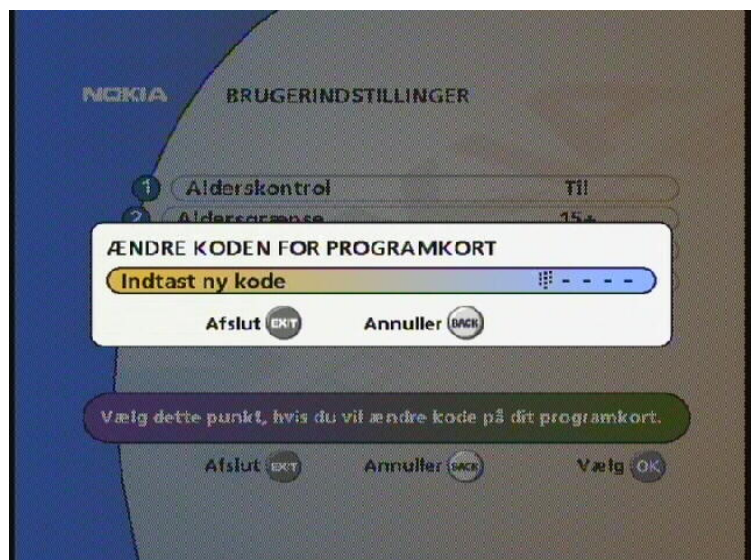 NOKIA BRUGERINDSTILLINGER
1 Alderskontrol Til
2 Aldersgrænse 15+
ÆNDRE KODEN FOR PROGRAMKORT
Indtast ny kode - - - -
Afslut EXIT Annuller BACK
Vælg dette punkt, hvis du vil ændre kode på dit programkort.
Afslut EXIT Annuller BACK Vælg OK